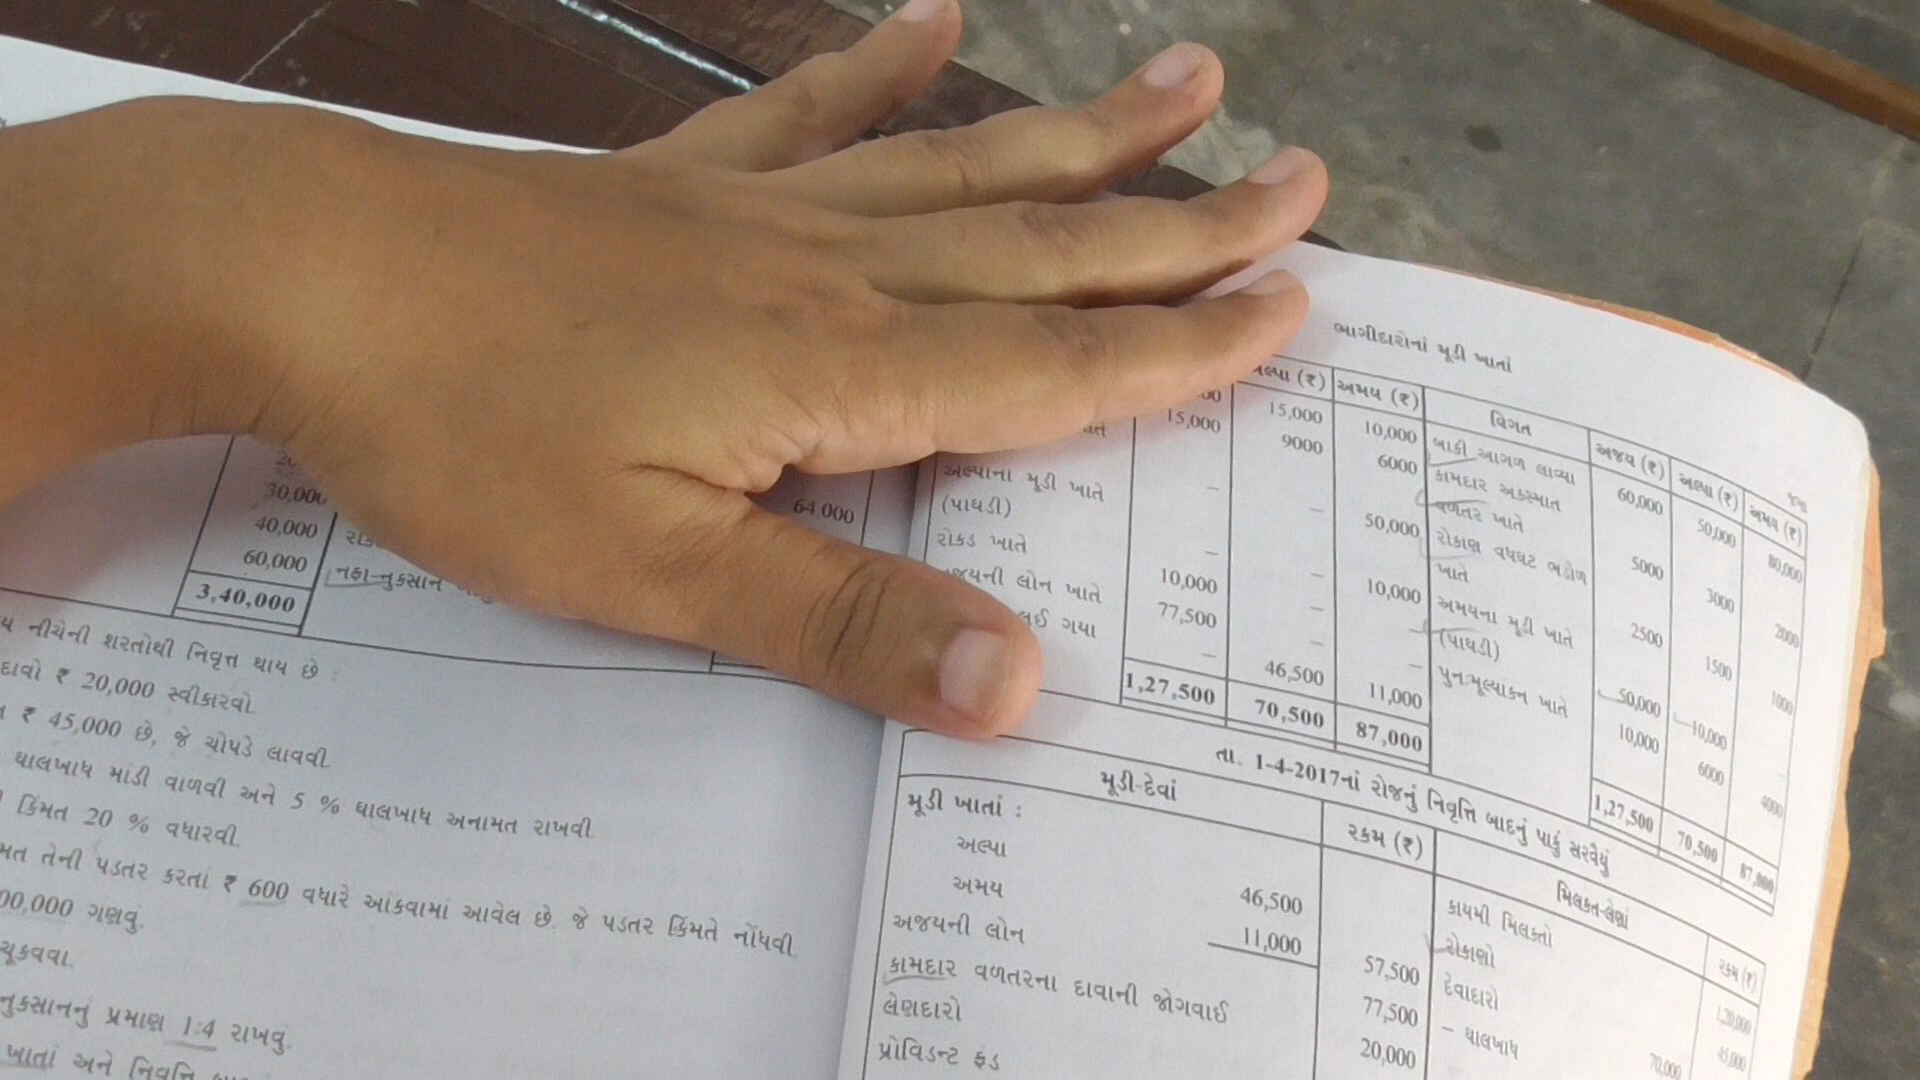 30,000
40,000
60,000
નફા-નુકસાન
3,40,000
64,000
નીચેની શરતોથી નિવૃત્ત થાય છે :
દાવો ₹ 20,000 સ્વીકારવો.
₹ 45,000 છે, જે ચોપડે લાવવી.
ઘાલખાધ માંડી વાળવી અને 5 % ઘાલખાધ અનામત રાખવી.
કિંમત 20 % વધારવી.
તેની પડતર કરતાં ₹ 600 વધારે આંકવામાં આવેલ છે. જે પડતર કિંમતે નોંધવી.
00,000 ગણવું.
ચૂકવવા.
નુકસાનનું પ્રમાણ 1:4 રાખવું.
ખાતાં અને
ભાગીદારોનાં મૂડી ખાતાં
જમા
(₹) અમય (₹) વિગત અજય (₹) અલ્પા (₹) અમય (₹)
15,000 15,000 10,000 બાકી આગળ લાવ્યા 60,000 50,000 80,000
9000 6000 કામદાર અકસ્માત
અલ્પાના મૂડી ખાતે વળતર ખાતે 5000 3000 2000
(પાઘડી) – – 50,000 રોકાણ વધઘટ ભંડોળ
રોકડ ખાતે – – 10,000 ખાતે 2500 1500 1000
લોન ખાતે 10,000 – – અમયના મૂડી ખાતે
લઈ ગયા 77,500 – – (પાઘડી) 50,000 10,000 –
– 46,500 11,000 પુનઃમૂલ્યાંકન ખાતે 10,000 6000 4000
1,27,500 70,500 87,000 1,27,500 70,500 87,000
તા. 1-4-2017નાં રોજનું નિવૃત્તિ બાદનું પાકું સરવૈયું
મૂડી-દેવાં રકમ (₹) મિલકત-લેણાં રકમ (₹)
મૂડી ખાતાં : કાયમી મિલકતો 1,20,000
અલ્પા 46,500 રોકાણો 45,000
અમય 11,000 57,500 દેવાદારો 70,000
અજયની લોન 77,500 – ઘાલખાધ
કામદાર વળતરના દાવાની જોગવાઈ 20,000
લેણદારો
પ્રોવિડન્ટ ફંડ